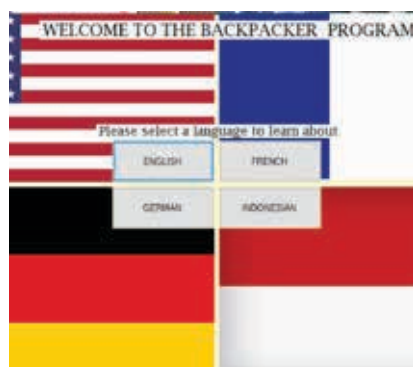 WELCOME TO THE BACKPACKER PROGRAM
Please select a language to learn about
ENGLISH
FRENCH
GERMAN
INDONESIAN